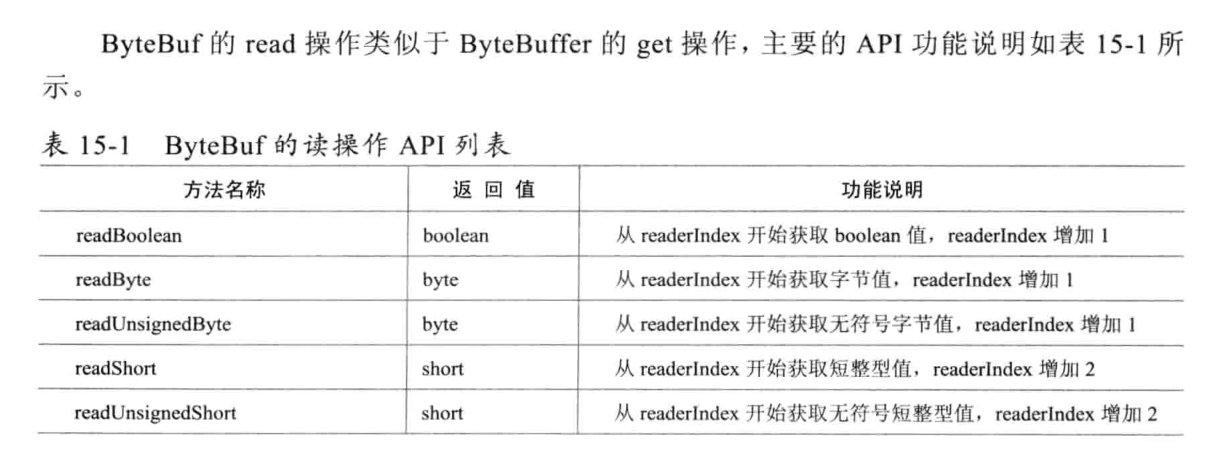 ByteBuf 的 read 操作类似于 ByteBuffer 的 get 操作，主要的 API 功能说明如表 15-1 所
示。
表 15-1 ByteBuf 的读操作 API 列表
方法名称 返 回 值 功能说明
readBoolean boolean 从 readerIndex 开始获取 boolean 值，readerIndex 增加 1
readByte byte 从 readerIndex 开始获取字节值，readerIndex 增加 1
readUnsignedByte byte 从 readerIndex 开始获取无符号字节值，readerIndex 增加 1
readShort short 从 readerIndex 开始获取短整型值，readerIndex 增加 2
readUnsignedShort short 从 readerIndex 开始获取无符号短整型值，readerIndex 增加 2